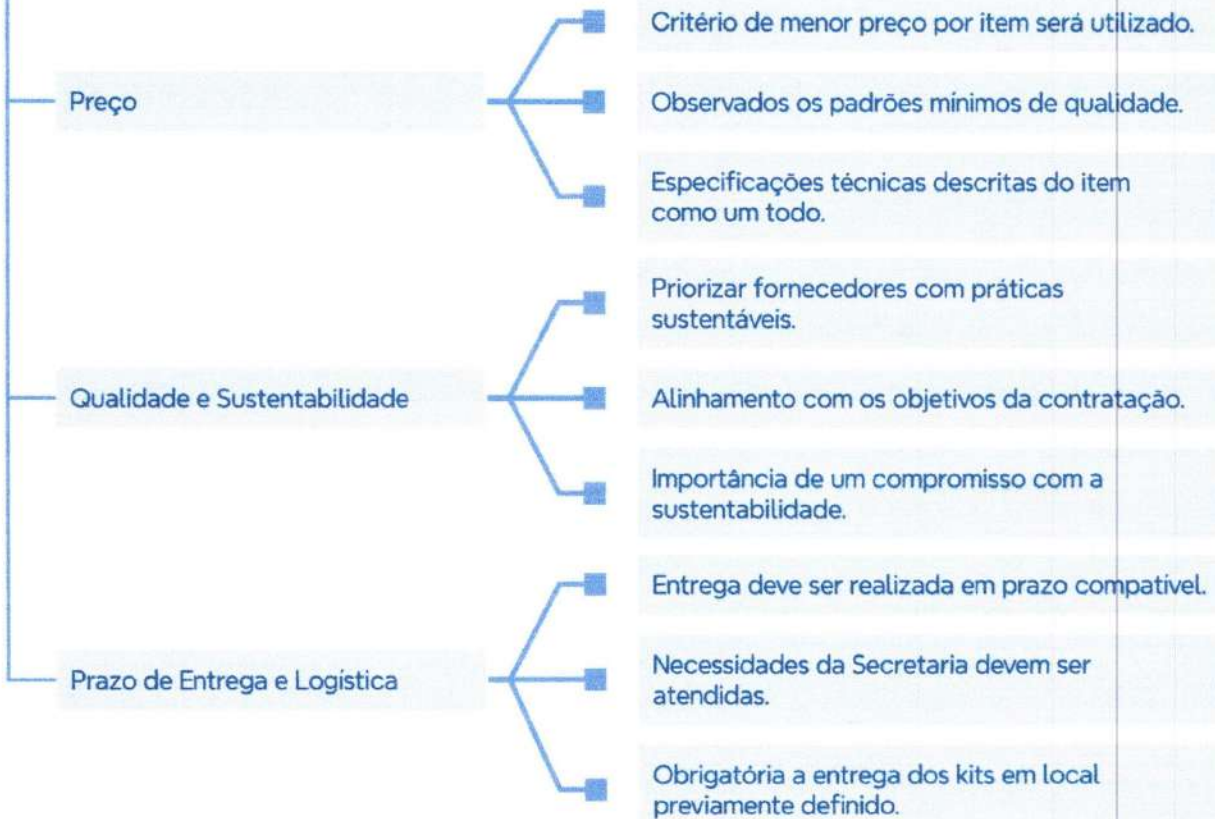 Preço
Critério de menor preço por item será utilizado.
Observados os padrões mínimos de qualidade.
Especificações técnicas descritas do item
como um todo.
Qualidade e Sustentabilidade
Priorizar fornecedores com práticas
sustentáveis.
Alinhamento com os objetivos da contratação.
Importância de um compromisso com a
sustentabilidade.
Prazo de Entrega e Logística
Entrega deve ser realizada em prazo compatível.
Necessidades da Secretaria devem ser
atendidas.
Obrigatória a entrega dos kits em local
previamente definido.